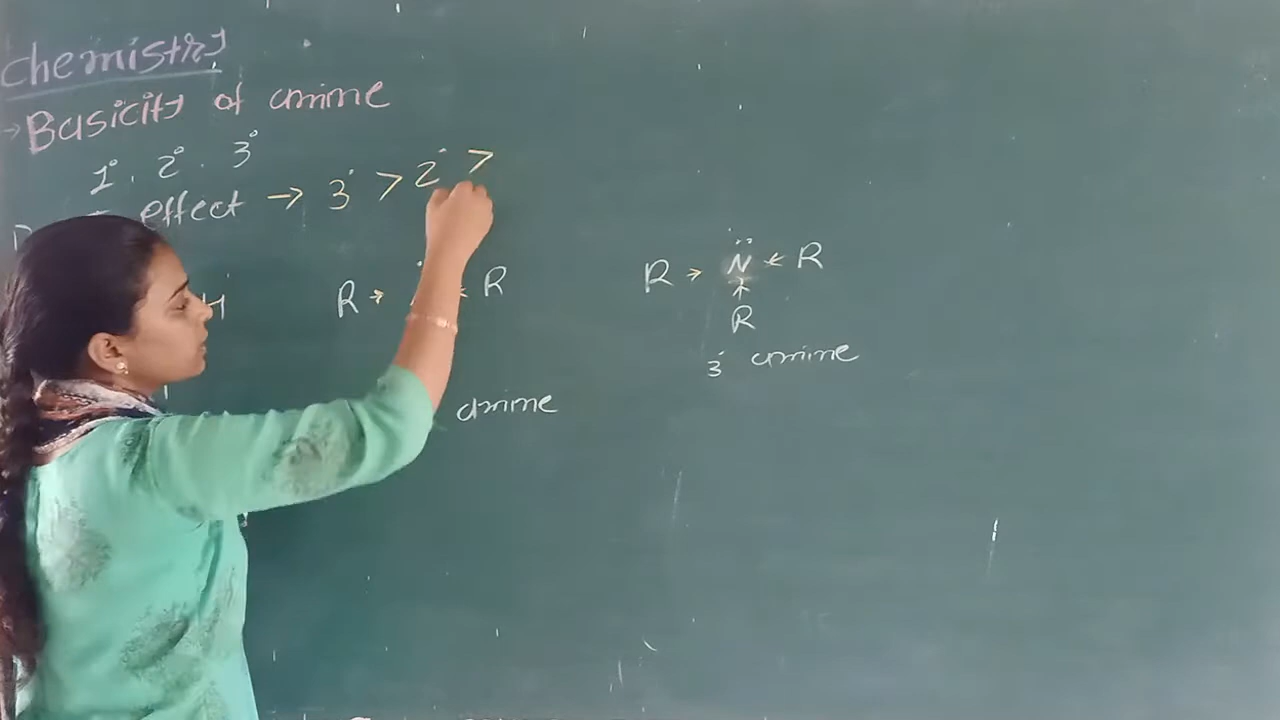 Chemistry
→ Basicity of amine
1°, 2°, 3°
effect → 3° > 2° >
H
R → ← R
amine
R → N̈ ← R
↑
R
3° amine